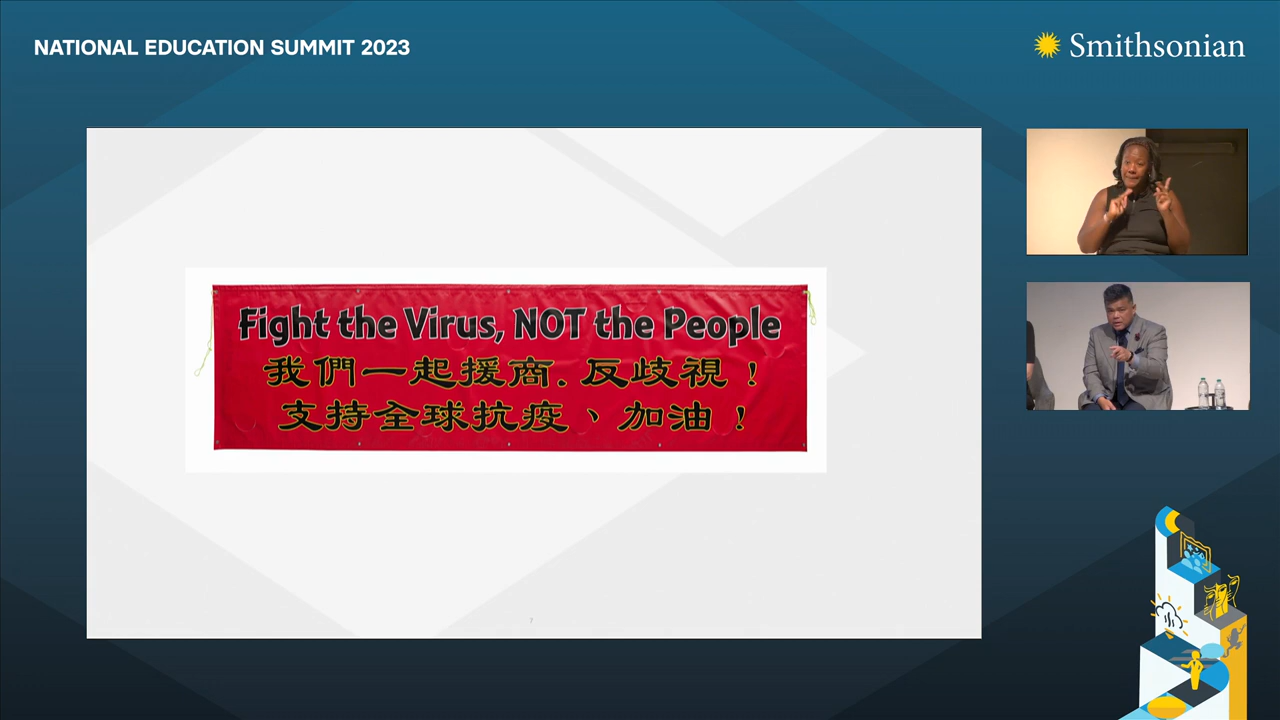 NATIONAL EDUCATION SUMMIT 2023
Smithsonian
Fight the Virus, NOT the People
我們一起援商.反歧視！
支持全球抗疫、加油！